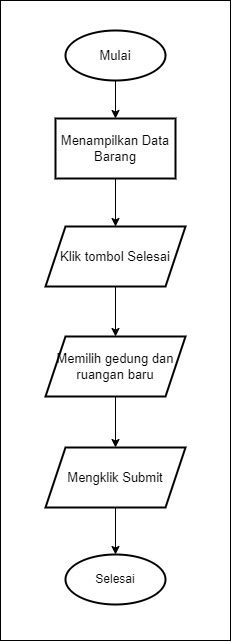 Mulai
Menampilkan Data
Barang
Klik tombol Selesai
Memilih gedung dan
ruangan baru
Mengklik Submit
Selesai